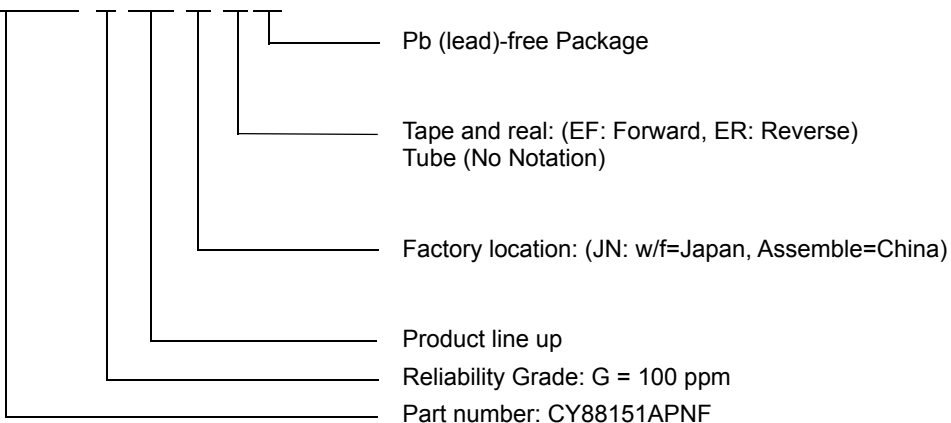 Pb (lead)-free Package
Tape and real: (EF: Forward, ER: Reverse)
Tube (No Notation)
Factory location: (JN: w/f=Japan, Assemble=China)
Product line up
Reliability Grade: G = 100 ppm
Part number: CY88151APNF